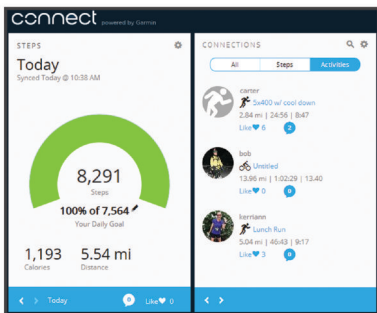 connect powered by Garmin
STEPS
Today
Synced Today @ 10:38 AM
8,291
Steps
100% of 7,564
Your Daily Goal
1,193
Calories
5.54 mi
Distance
< > Today 0 Like 0
CONNECTIONS
All Steps Activities
carter
5x400 w/ cool down
2.84 mi | 24:56 | 8:47
Like 6 2
bob
Untitled
13.96 mi | 1:02:29 | 13.40
Like 0 0
kerriann
Lunch Run
5.04 mi | 46:43 | 9:17
Like 3 0
< >